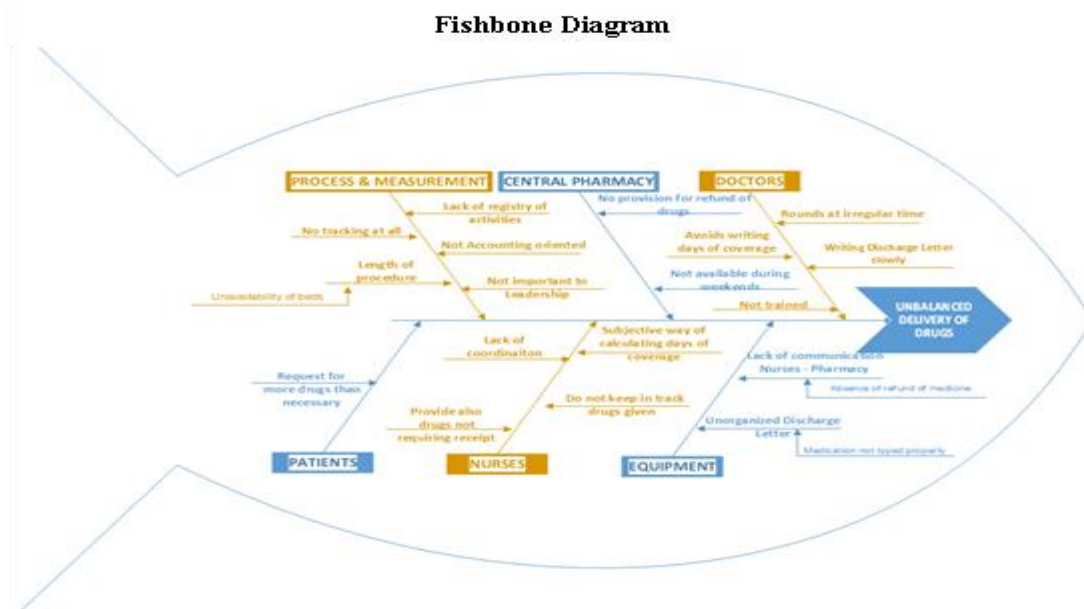 Fishbone Diagram
PROCESS & MEASUREMENT
CENTRAL PHARMACY
DOCTORS
Lack of registry of
activities
No tracking at all
Not Accounting oriented
Length of
procedure
Unavailability of beds
Not important to
Leadership
No provision for refund of
drugs
Avoids writing
days of coverage
Not available during
weekends
Rounds at irregular time
Writing Discharge Letter
slowly
Not trained
UNBALANCED
DELIVERY OF
DRUGS
Request for
more drugs than
necessary
Lack of
coordinaiton
Subjective way of
calculating days of
coverage
Do not keep in track
drugs given
Provide also
drugs not
requiring receipt
Lack of communication
Nurses - Pharmacy
Absence of refund of medicine
Unorganized Discharge
Letter
Medication not typed properly
PATIENTS
NURSES
EQUIPMENT